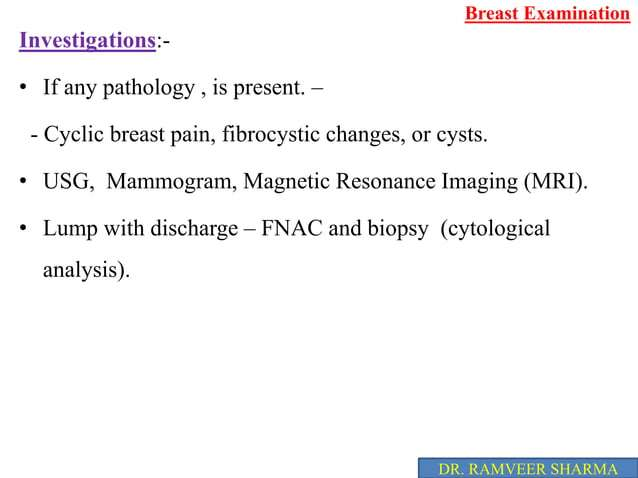 Breast Examination
Investigations:-
• If any pathology , is present. –
- Cyclic breast pain, fibrocystic changes, or cysts.
• USG, Mammogram, Magnetic Resonance Imaging (MRI).
• Lump with discharge – FNAC and biopsy (cytological
analysis).
DR. RAMVEER SHARMA